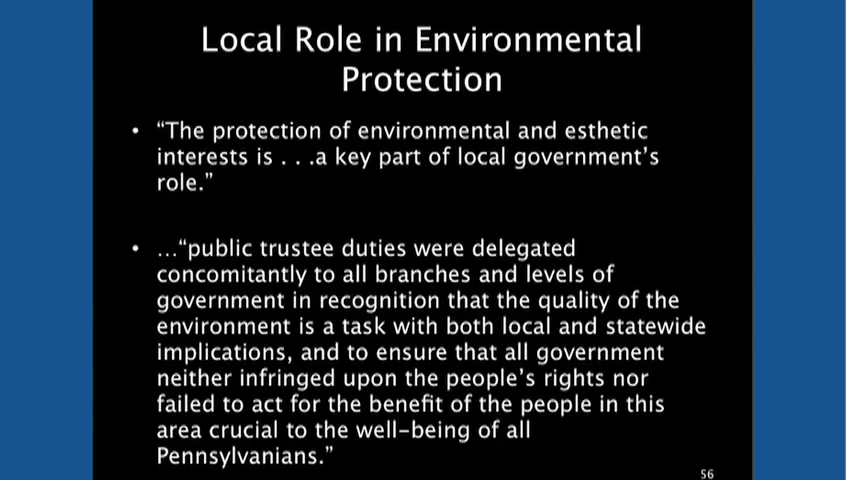 Local Role in Environmental
Protection
• “The protection of environmental and esthetic
interests is . . .a key part of local government’s
role.”
• …“public trustee duties were delegated
concomitantly to all branches and levels of
government in recognition that the quality of the
environment is a task with both local and statewide
implications, and to ensure that all government
neither infringed upon the people’s rights nor
failed to act for the benefit of the people in this
area crucial to the well-being of all
Pennsylvanians.”
56